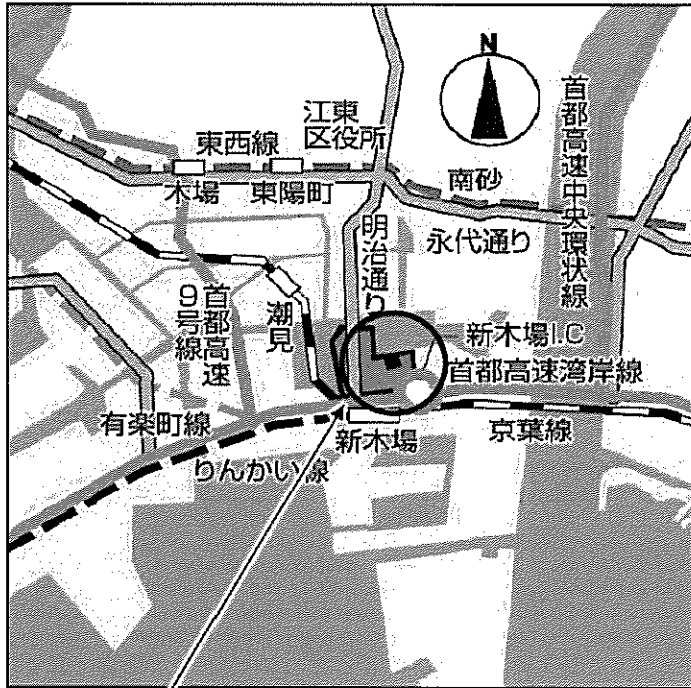 N
首都高速中央環状線
江東
区役所
東西線
木場
東陽町
南砂
永代通り
明治通り
首都高速
9号線
潮見
新木場I.C
首都高速湾岸線
有楽町線
新木場
京葉線
りんかい線